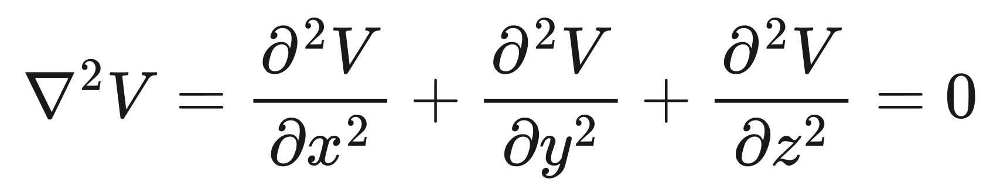 ∇²V = ∂²V/∂x² + ∂²V/∂y² + ∂²V/∂z² = 0